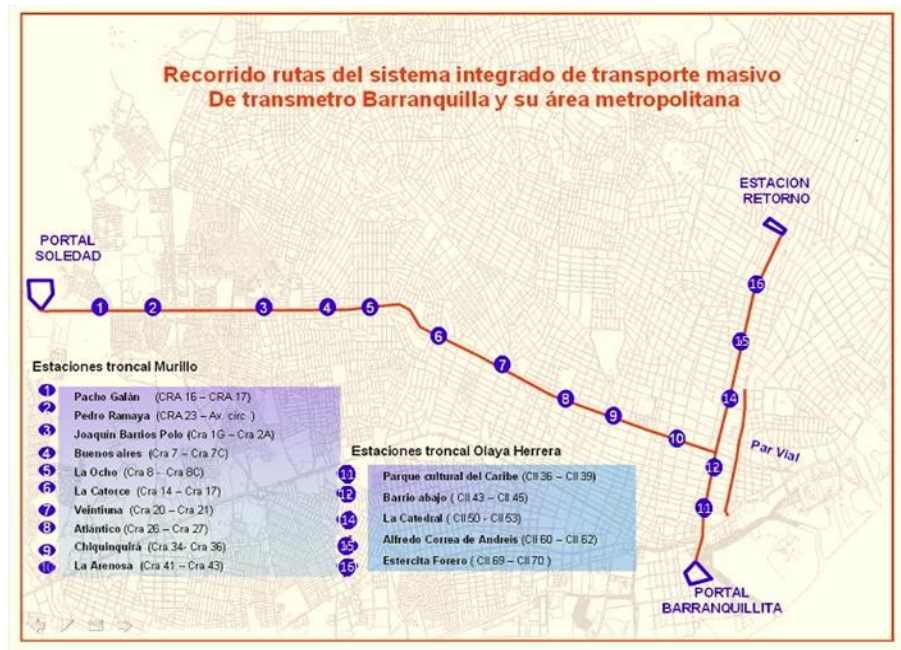 Recorrido rutas del sistema integrado de transporte masivo
De transmetro Barranquilla y su área metropolitana
ESTACION
RETORNO
PORTAL
SOLEDAD
16
1
2
3
4
5
6
15
7
8
14
9
10
12
Par Vial
11
PORTAL
BARRANQUILLITA
Estaciones troncal Murillo
1 Pacho Galán (CRA 16 – CRA 17)
2 Pedro Ramaya (CRA 23 – Av. circ )
3 Joaquín Barrios Polo (Cra 1G – Cra 2A)
4 Buenos aires (Cra 7 – Cra 7C)
5 La Ocho (Cra 8 - Cra 8C)
6 La Catorce (Cra 14 – Cra 17)
7 Veintiuna (Cra 20 – Cra 21)
8 Atlántico (Cra 26 – Cra 27)
9 Chiquinquirá (Cra 34- Cra 36)
10 La Arenosa (Cra 41 – Cra 43)
Estaciones troncal Olaya Herrera
11 Parque cultural del Caribe (Cll 36 – Cll 39)
12 Barrio abajo ( Cll 43 – Cll 45)
14 La Catedral ( Cll 50 - Cll 53)
15 Alfredo Correa de Andreis (Cll 60 – Cll 62)
16 Estercita Forero ( Cll 69 – Cll 70 )